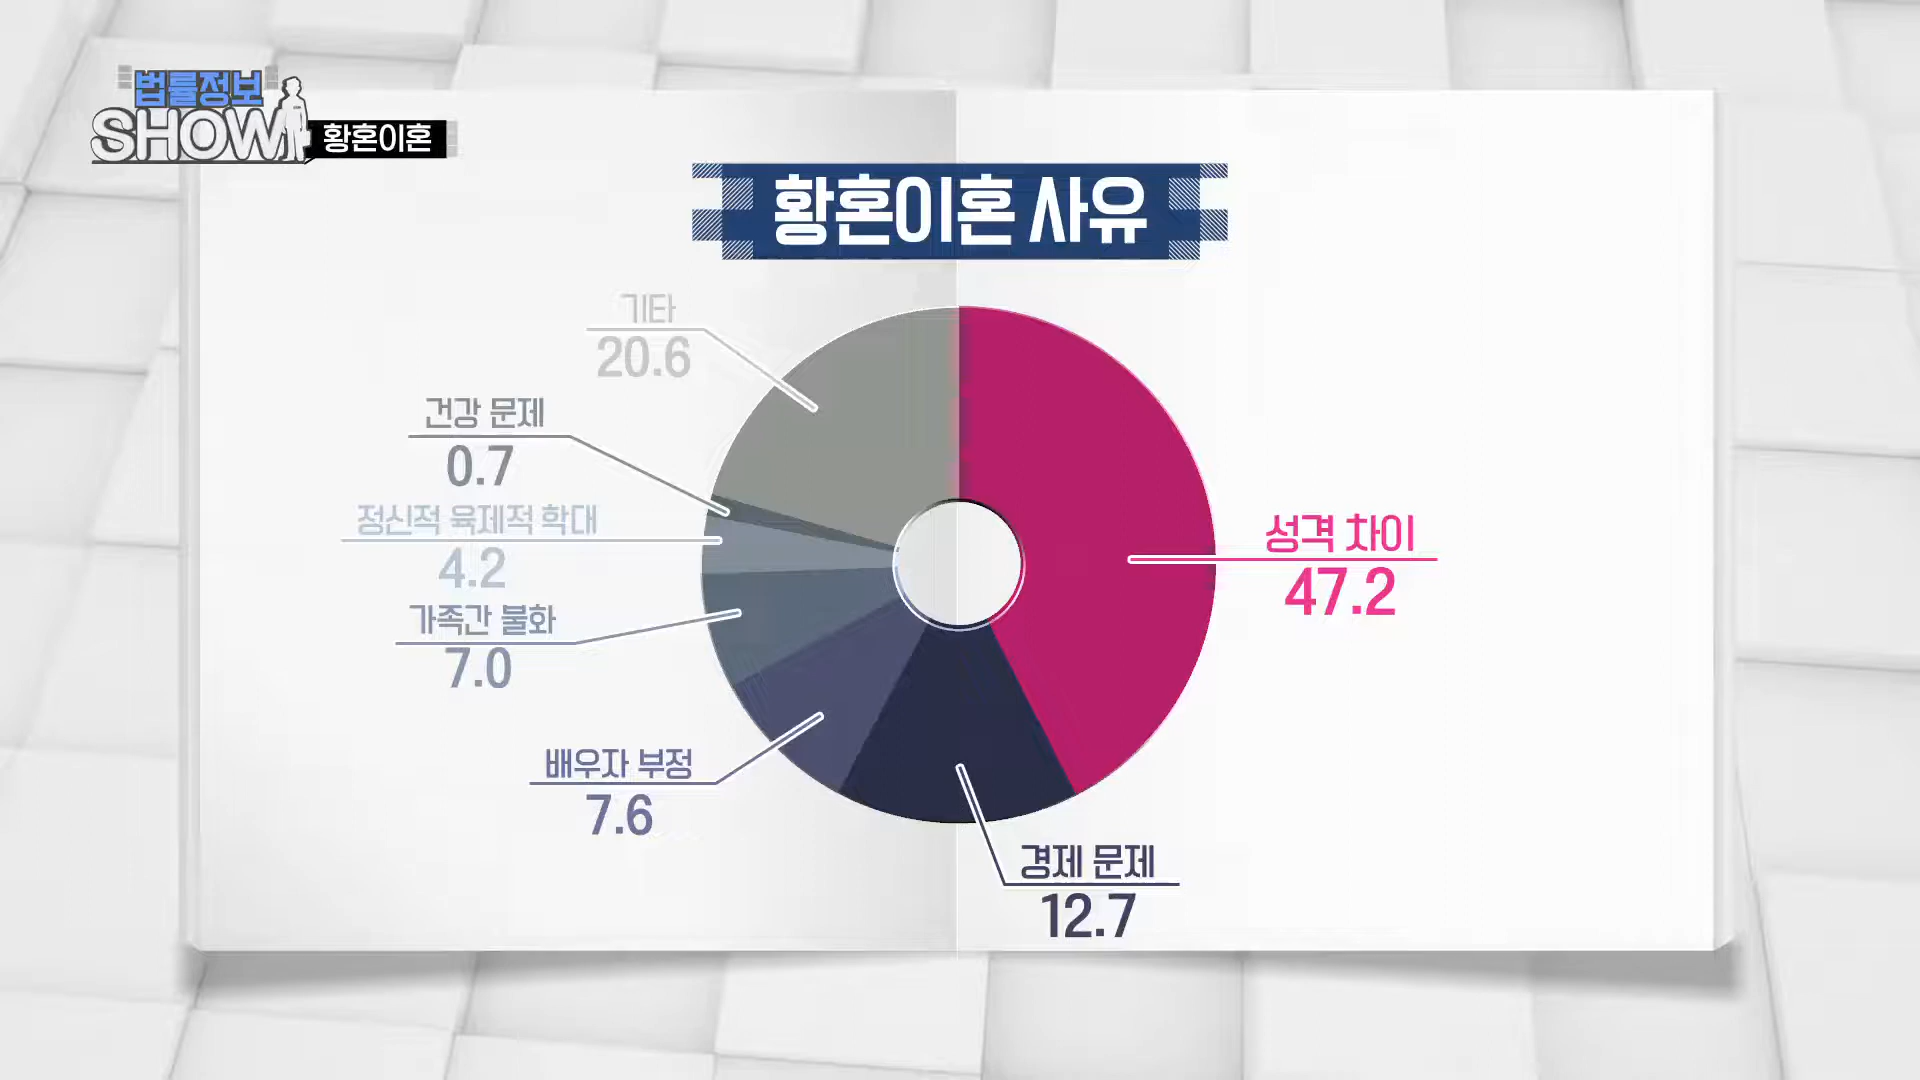 법률정보
SHOW
황혼이혼
황혼이혼 사유
기타
20.6
건강 문제
0.7
정신적 육제적 학대
4.2
가족간 불화
7.0
배우자 부정
7.6
경제 문제
12.7
성격 차이
47.2